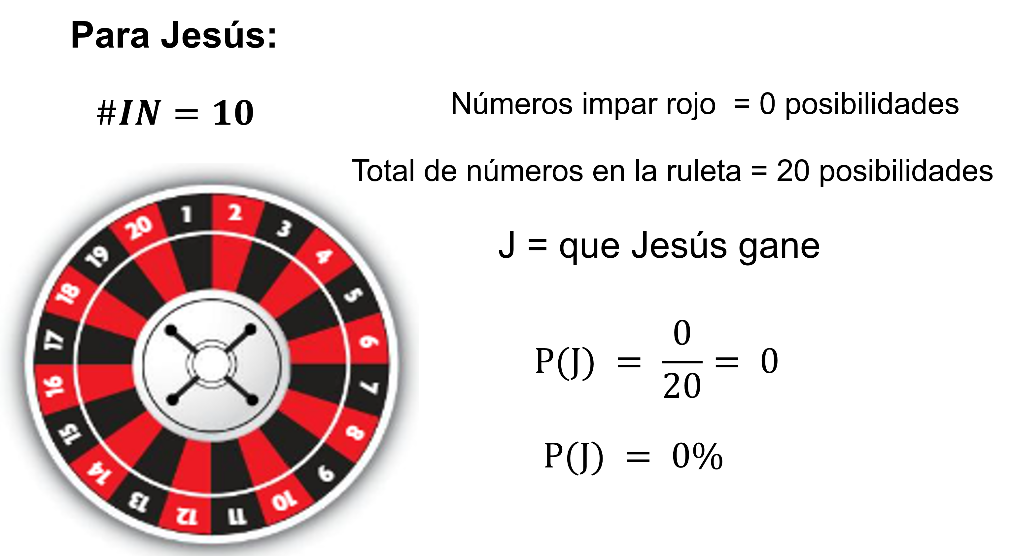 Para Jesús:
#IN = 10
Números impar rojo = 0 posibilidades
Total de números en la ruleta = 20 posibilidades
J = que Jesús gane
P(J) = 0/20 = 0
P(J) = 0%
1
2
3
4
5
6
7
8
9
10
11
12
13
14
15
16
17
18
19
20